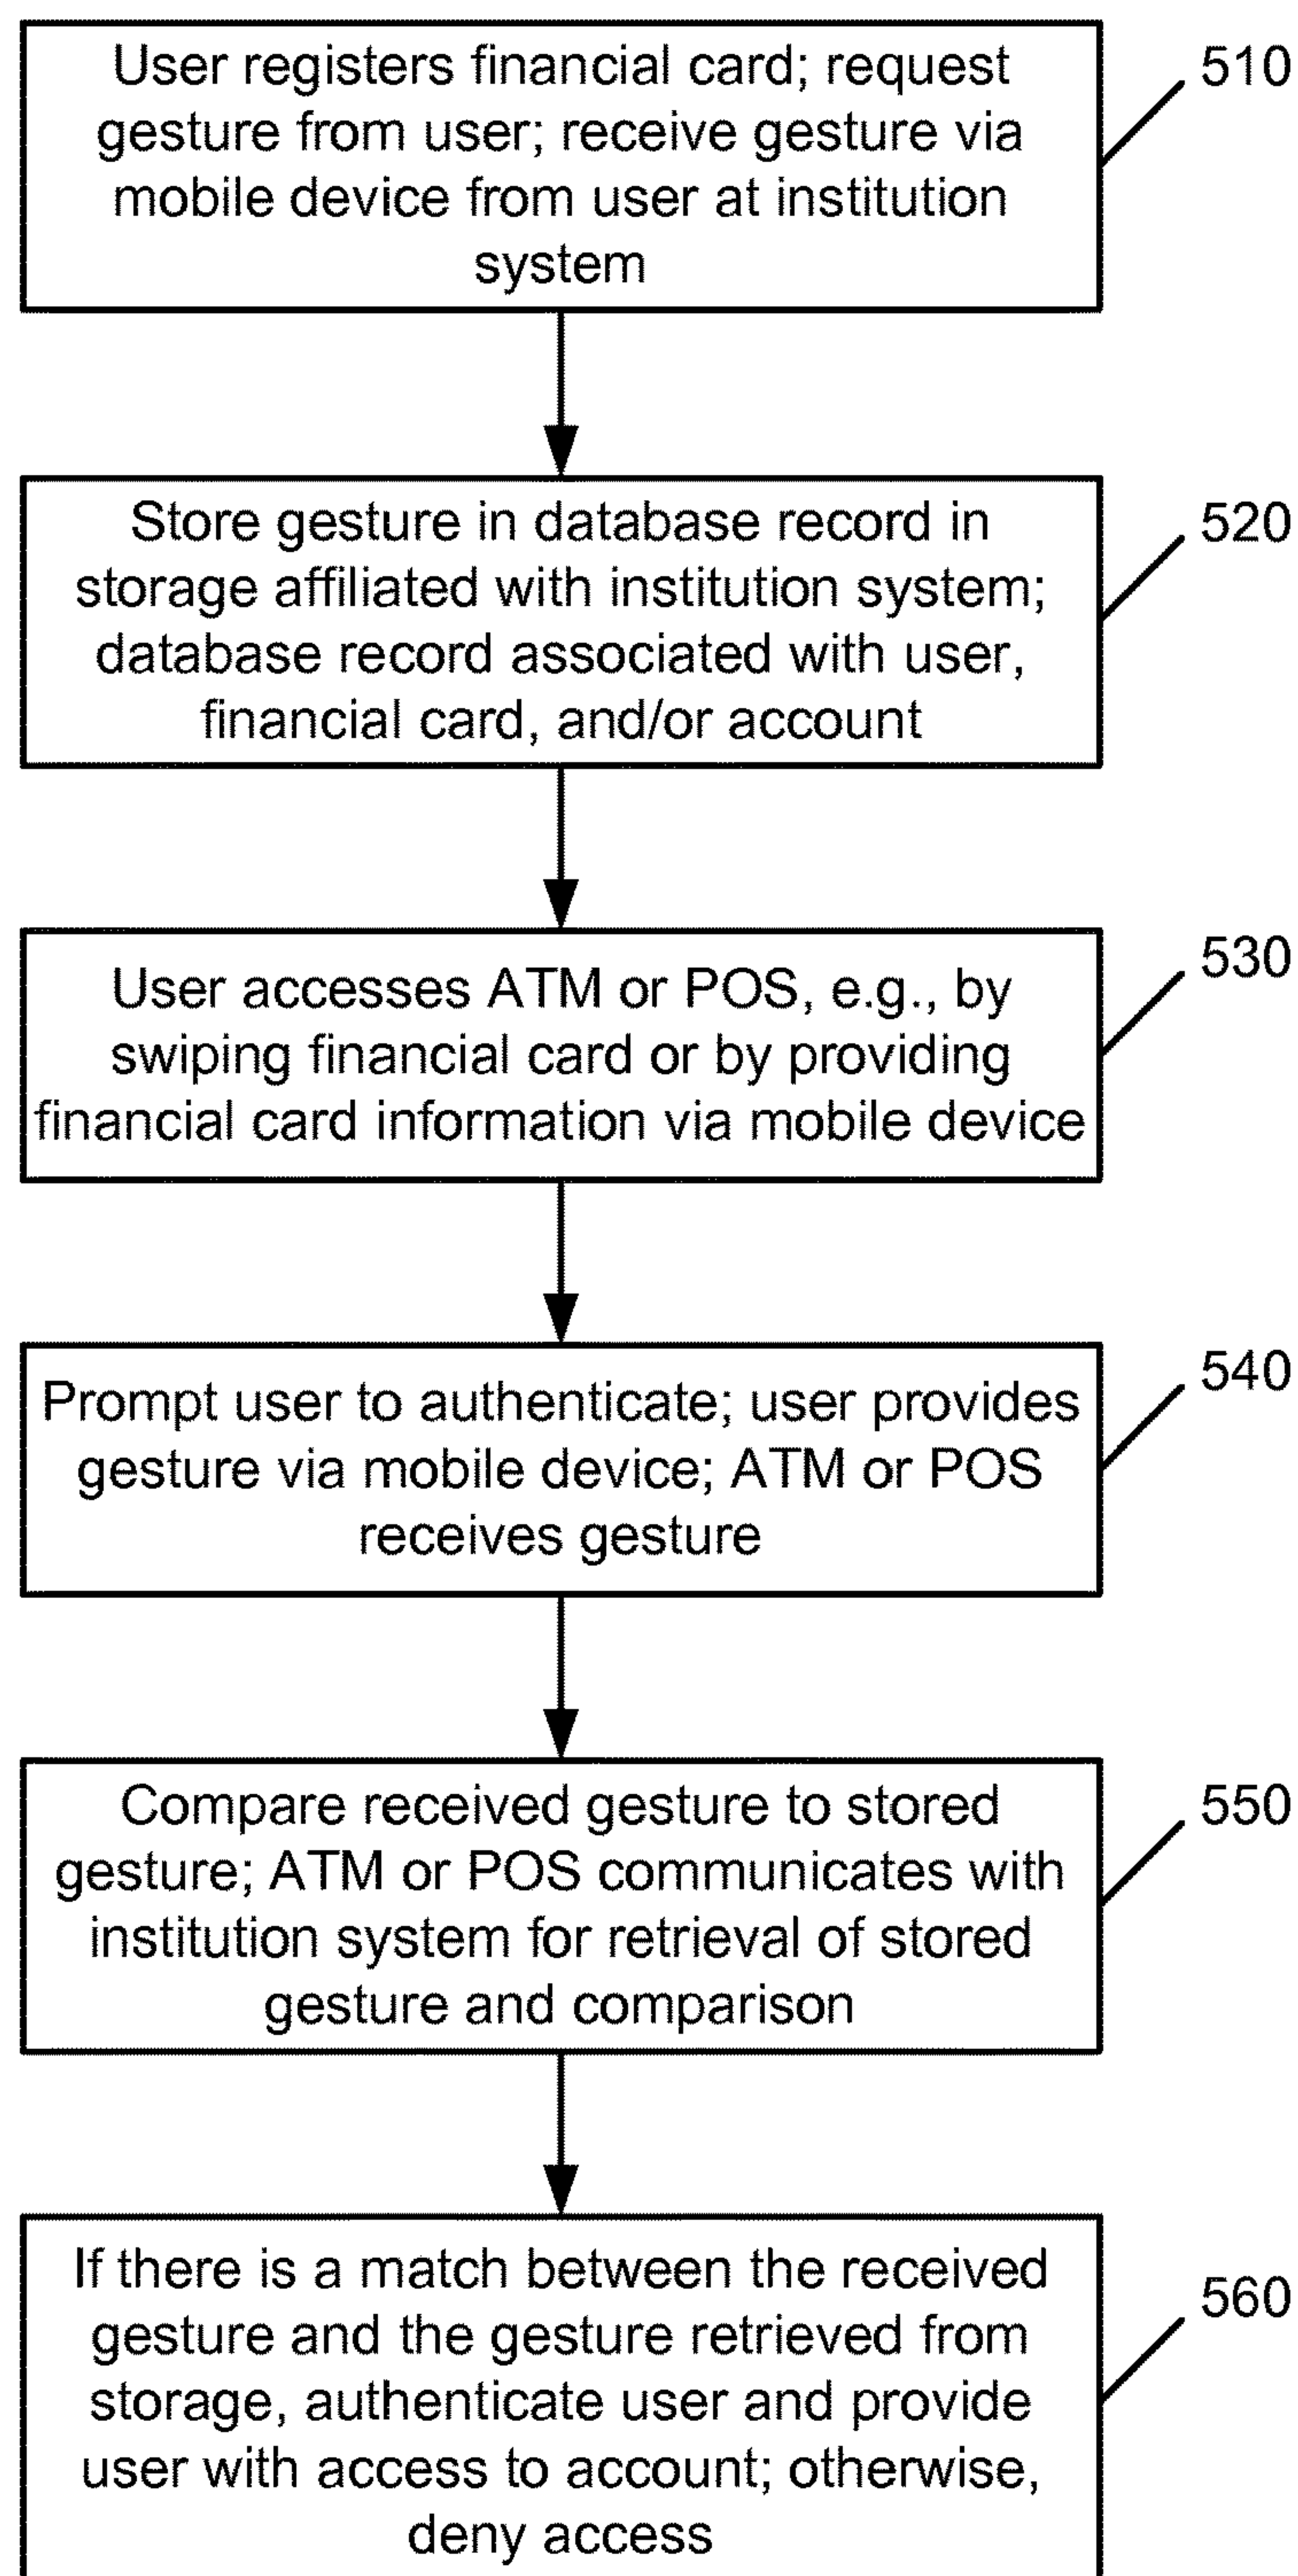 User registers financial card; request
gesture from user; receive gesture via
mobile device from user at institution
system
510
Store gesture in database record in
storage affiliated with institution system;
database record associated with user,
financial card, and/or account
520
User accesses ATM or POS, e.g., by
swiping financial card or by providing
financial card information via mobile device
530
Prompt user to authenticate; user provides
gesture via mobile device; ATM or POS
receives gesture
540
Compare received gesture to stored
gesture; ATM or POS communicates with
institution system for retrieval of stored
gesture and comparison
550
If there is a match between the received
gesture and the gesture retrieved from
storage, authenticate user and provide
user with access to account; otherwise,
deny access
560